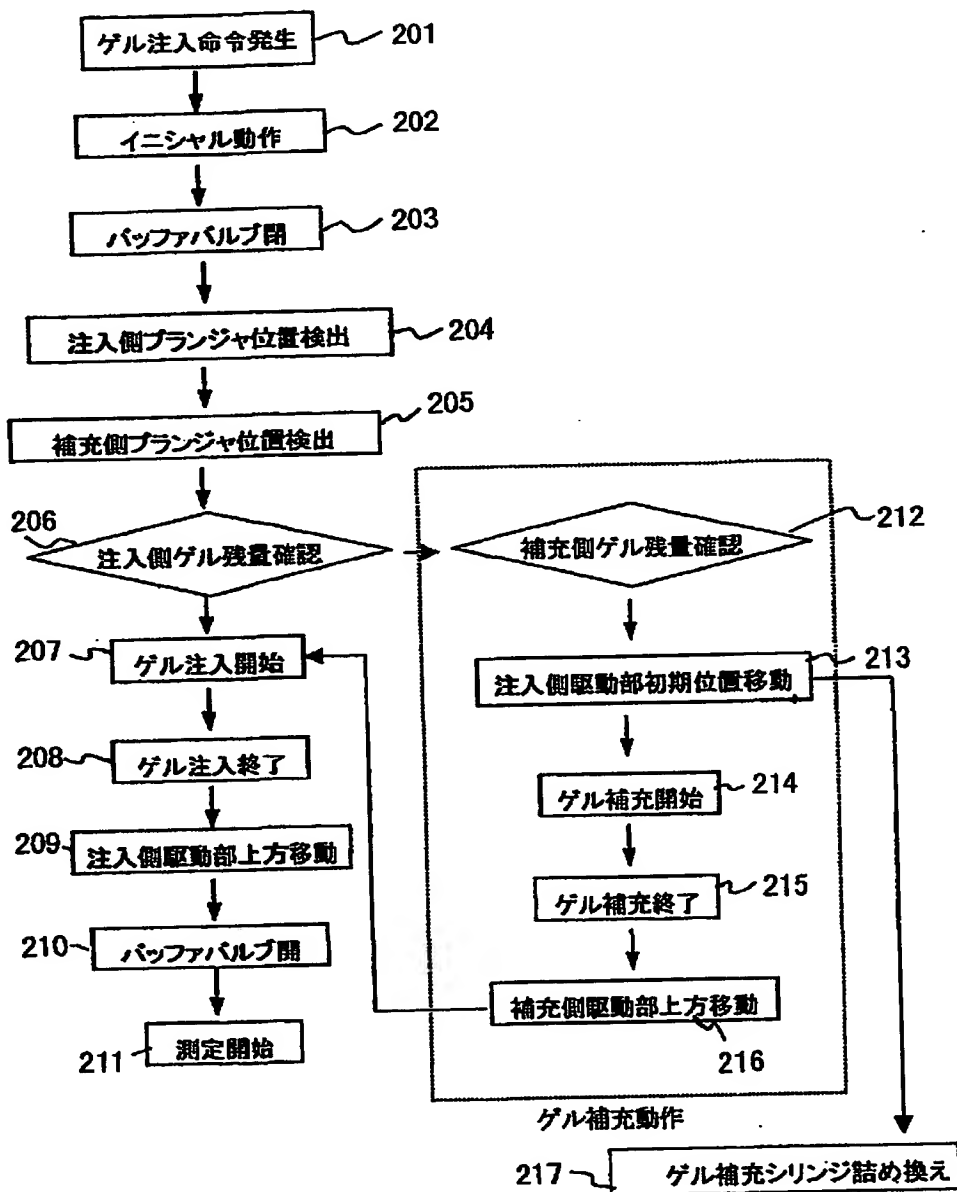 ゲル注入命令発生 201
イニシャル動作 202
バッファバルブ閉 203
注入側プランジャ位置検出 204
補充側プランジャ位置検出 205
206 注入側ゲル残量確認
補充側ゲル残量確認 212
207 ゲル注入開始
注入側駆動部初期位置移動 213
208 ゲル注入終了
ゲル補充開始 214
209 注入側駆動部上方移動
ゲル補充終了 215
210 バッファバルブ開
補充側駆動部上方移動
216
211 測定開始
ゲル補充動作
217 ゲル補充シリンジ詰め換え